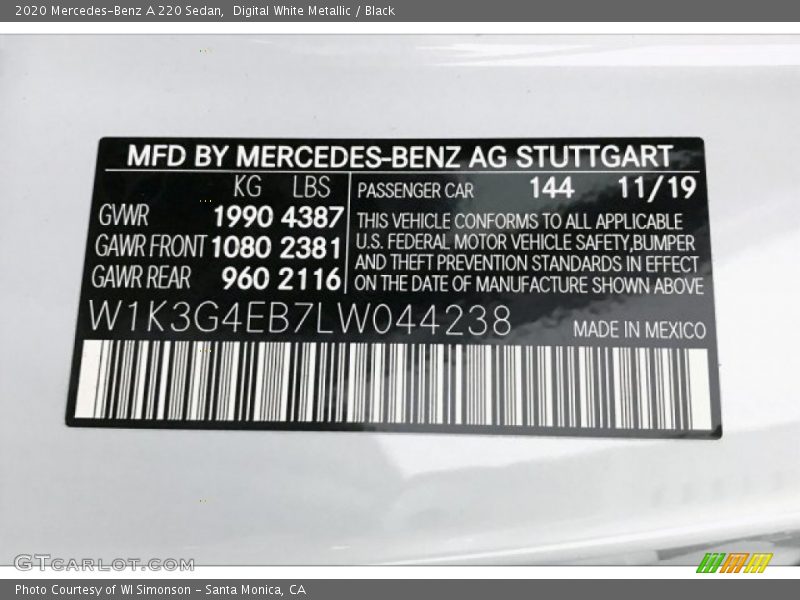 2020 Mercedes-Benz A 220 Sedan,  Digital White Metallic / Black
MFD BY MERCEDES-BENZ AG STUTTGART
KG LBS
GVWR 1990 4387
GAWR FRONT 1080 2381
GAWR REAR 960 2116
PASSENGER CAR 144 11/19
THIS VEHICLE CONFORMS TO ALL APPLICABLE
U.S. FEDERAL MOTOR VEHICLE SAFETY,BUMPER
AND THEFT PREVENTION STANDARDS IN EFFECT
ON THE DATE OF MANUFACTURE SHOWN ABOVE
W1K3G4EB7LW044238
MADE IN MEXICO
GTCARLOT.COM
Photo Courtesy of WI Simonson - Santa Monica, CA